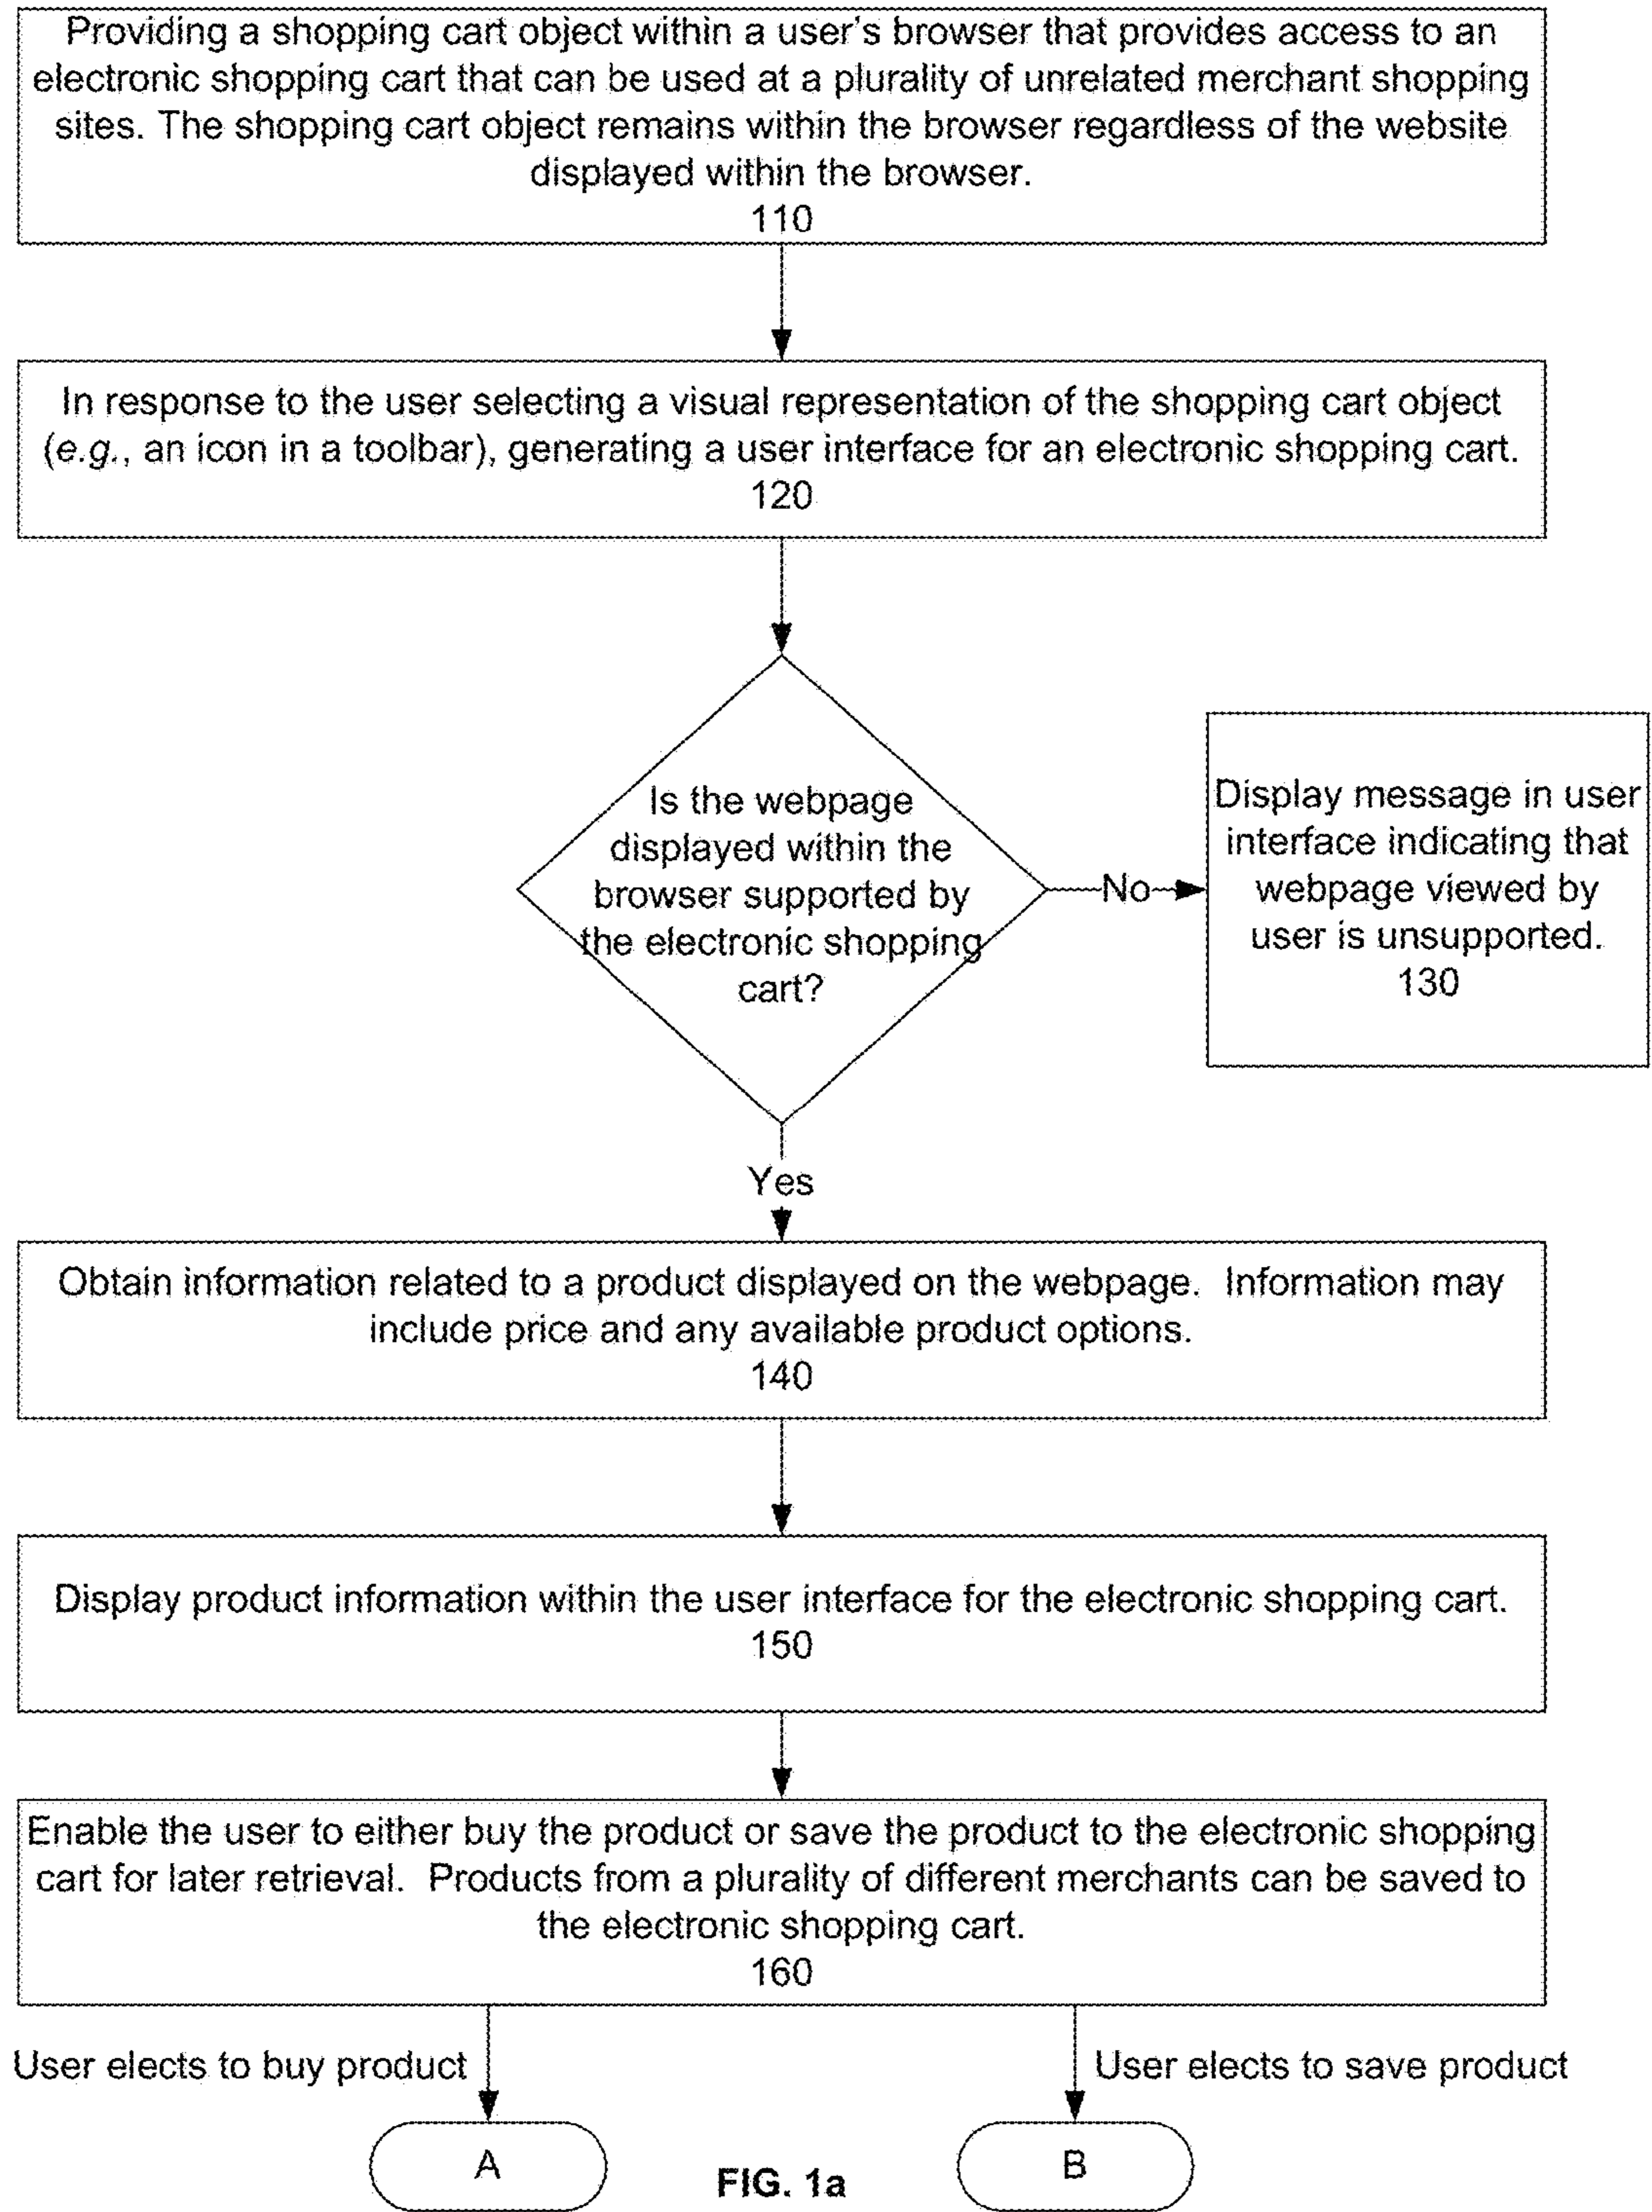 Providing a shopping cart object within a user's browser that provides access to an
electronic shopping cart that can be used at a plurality of unrelated merchant shopping
sites. The shopping cart object remains within the browser regardless of the website
displayed within the browser.
110
In response to the user selecting a visual representation of the shopping cart object
(e.g., an icon in a toolbar), generating a user interface for an electronic shopping cart.
120
Is the webpage
displayed within the
browser supported by
the electronic shopping
cart?
No
Display message in user
interface indicating that
webpage viewed by
user is unsupported.
130
Yes
Obtain information related to a product displayed on the webpage.  Information may
include price and any available product options.
140
Display product information within the user interface for the electronic shopping cart.
150
Enable the user to either buy the product or save the product to the electronic shopping
cart for later retrieval.  Products from a plurality of different merchants can be saved to
the electronic shopping cart.
160
User elects to buy product
User elects to save product
A
B
FIG. 1a